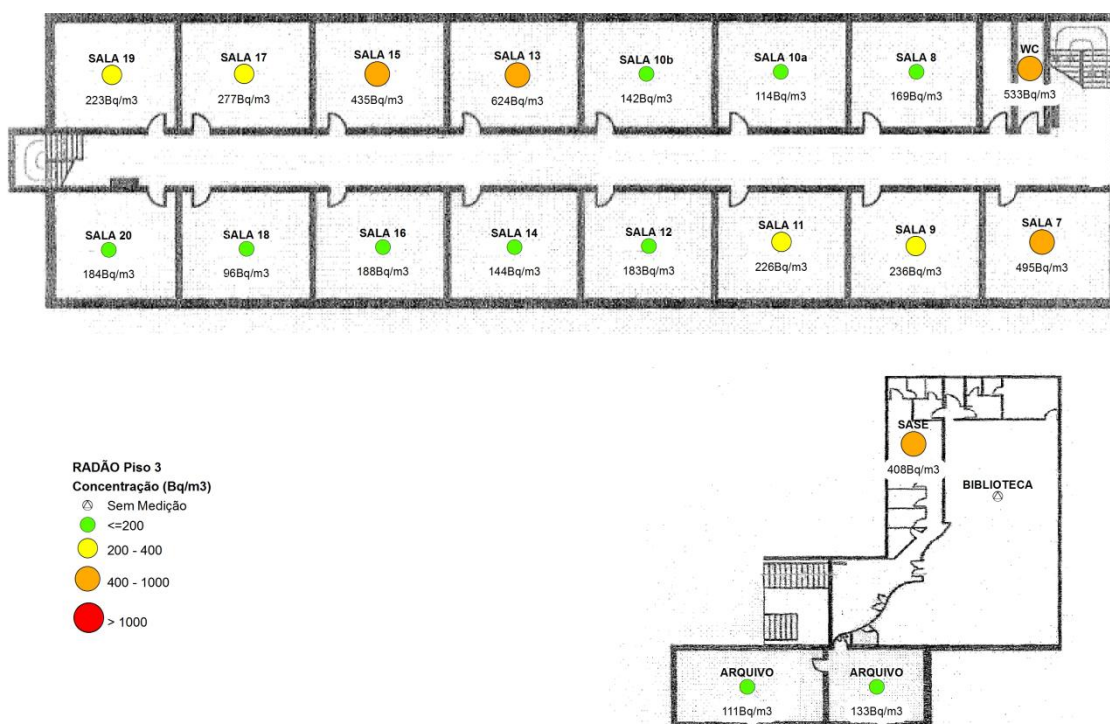 SALA 19
223Bq/m3
SALA 17
277Bq/m3
SALA 15
435Bq/m3
SALA 13
624Bq/m3
SALA 10b
142Bq/m3
SALA 10a
114Bq/m3
SALA 8
169Bq/m3
WC
533Bq/m3
SALA 20
184Bq/m3
SALA 18
96Bq/m3
SALA 16
188Bq/m3
SALA 14
144Bq/m3
SALA 12
183Bq/m3
SALA 11
226Bq/m3
SALA 9
236Bq/m3
SALA 7
495Bq/m3
SASE
408Bq/m3
BIBLIOTECA
ARQUIVO
111Bq/m3
ARQUIVO
133Bq/m3
RADÃO Piso 3
Concentração (Bq/m3)
Sem Medição
<=200
200 - 400
400 - 1000
> 1000